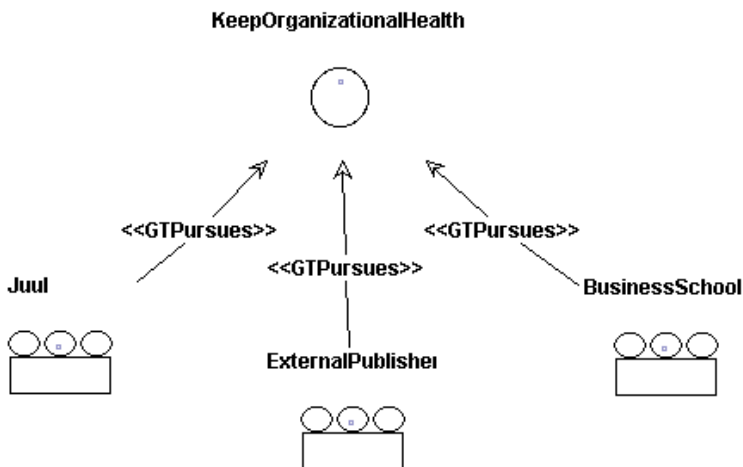 KeepOrganizationalHealth
<<GTPursues>>
<<GTPursues>>
<<GTPursues>>
Juul
BusinessSchool
ExternalPublisher